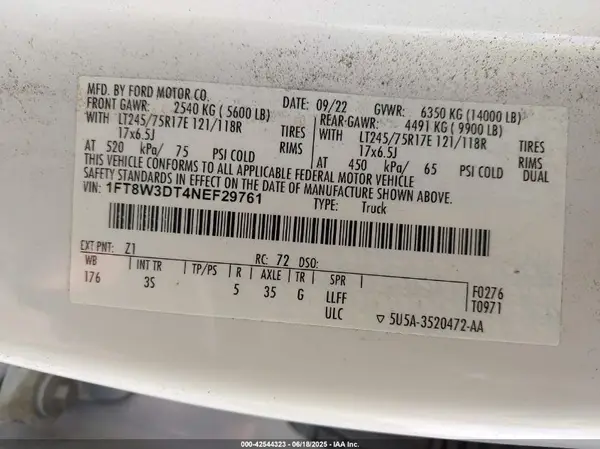 MFD. BY FORD MOTOR CO.
DATE: 09/22 GVWR: 6350 KG (14000 LB)
FRONT GAWR: 2540 KG (5600 LB) REAR GAWR: 4491 KG (9900 LB)
WITH LT245/75R17E 121/118R TIRES WITH LT245/75R17E 121/118R TIRES
17x6.5J RIMS 17x6.5J RIMS
AT 520 kPa/ 75 PSI COLD AT 450 kPa/ 65 PSI COLD DUAL
THIS VEHICLE CONFORMS TO ALL APPLICABLE FEDERAL MOTOR VEHICLE
SAFETY STANDARDS IN EFFECT ON THE DATE OF MANUFACTURE SHOWN ABOVE.
VIN: 1FT8W3DT4NEF29761
TYPE: Truck
EXT PNT: Z1 RC: 72 DSO:
WB INT TR TP/PS R AXLE TR SPR
176 3S 5 35 G LLFF
ULC
F0276
T0971
▽ 5U5A-3520472-AA
000-42544323 06/18/2025 IAA Inc.